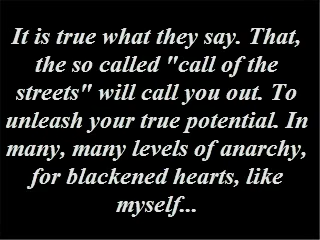 It is true what they say. That,
the so called "call of the
streets" will call you out. To
unleash your true potential. In
many, many levels of anarchy,
for blackened hearts, like
myself...